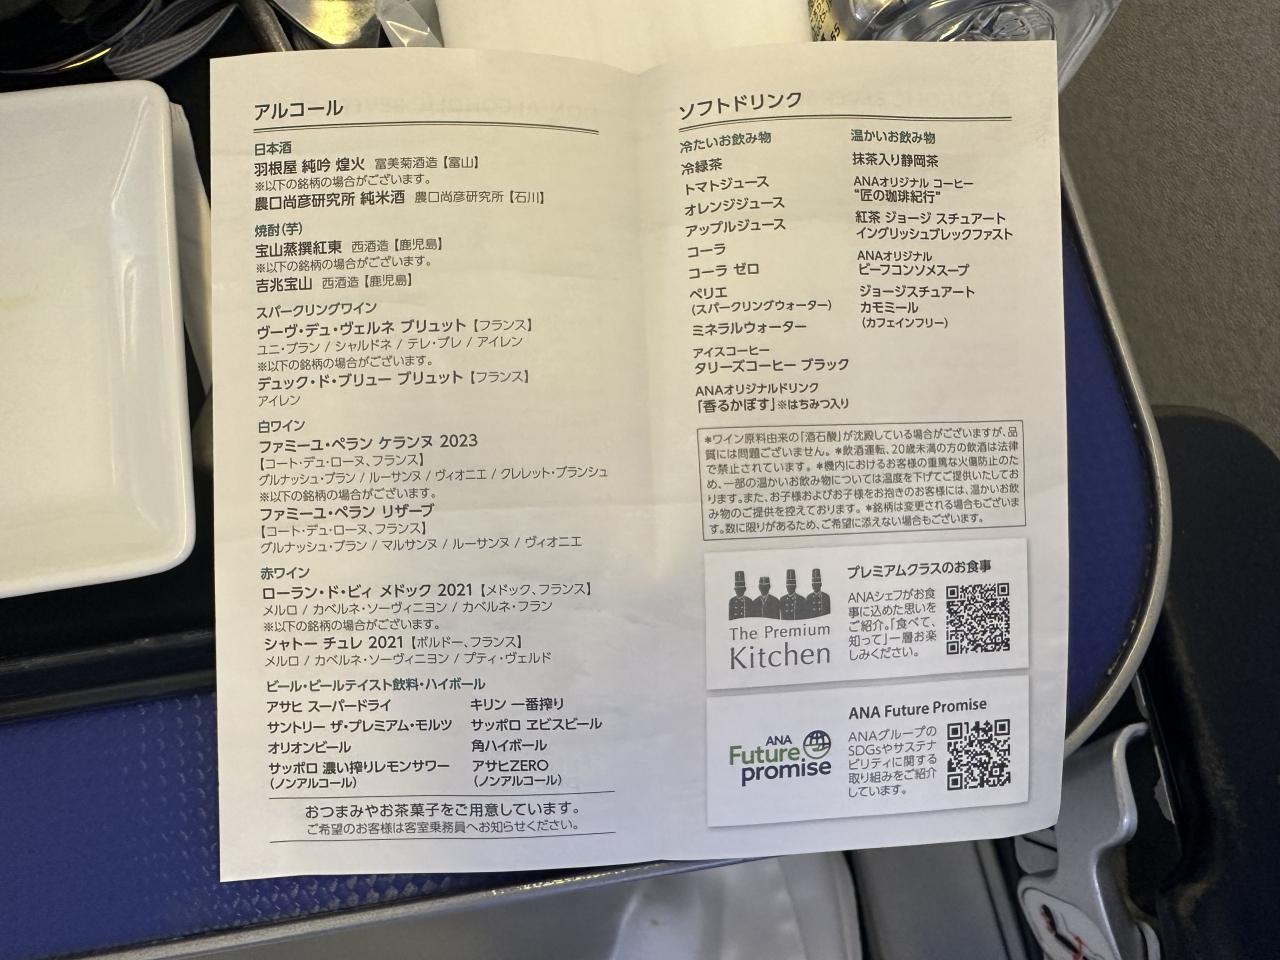 アルコール
日本酒
羽根屋 純吟 煌火 富美菊酒造【富山】
※以下の銘柄の場合がございます。
農口尚彦研究所 純米酒 農口尚彦研究所【石川】
焼酎(芋)
宝山蒸撰紅東 西酒造【鹿児島】
※以下の銘柄の場合がございます。
吉兆宝山 西酒造【鹿児島】
スパークリングワイン
ヴーヴ・デュ・ヴェルネ ブリュット【フランス】
ユニ・ブラン / シャルドネ / テレ・ブレ / アイレン
※以下の銘柄の場合がございます。
デュック・ド・ブリュー ブリュット【フランス】
アイレン
白ワイン
ファミーユ・ペラン ケランヌ 2023
【コート・デュ・ローヌ、フランス】
グルナッシュ・ブラン / ルーサンヌ / ヴィオニエ / クレレット・ブランシュ
※以下の銘柄の場合がございます。
ファミーユ・ペラン リザーブ
【コート・デュ・ローヌ、フランス】
グルナッシュ・ブラン / マルサンヌ / ルーサンヌ / ヴィオニエ
赤ワイン
ローラン・ド・ビィ メドック 2021【メドック、フランス】
メルロ / カベルネ・ソーヴィニヨン / カベルネ・フラン
※以下の銘柄の場合がございます。
シャトー チュレ 2021【ボルドー、フランス】
メルロ / カベルネ・ソーヴィニヨン / プティ・ヴェルド
ビール・ビールテイスト飲料・ハイボール
アサヒ スーパードライ
サントリー ザ・プレミアム・モルツ
オリオンビール
サッポロ 濃い搾りレモンサワー
(ノンアルコール)
キリン 一番搾り
サッポロ ヱビスビール
角ハイボール
アサヒZERO
(ノンアルコール)
おつまみやお茶菓子をご用意しています。
ご希望のお客様は客室乗務員へお知らせください。
ソフトドリンク
冷たいお飲み物
冷緑茶
トマトジュース
オレンジジュース
アップルジュース
コーラ
コーラ ゼロ
ペリエ
(スパークリングウォーター)
ミネラルウォーター
アイスコーヒー
タリーズコーヒー ブラック
ANAオリジナルドリンク
「香るかぼす」※はちみつ入り
温かいお飲み物
抹茶入り静岡茶
ANAオリジナル コーヒー
"匠の珈琲紀行"
紅茶 ジョージ スチュアート
イングリッシュブレックファスト
ANAオリジナル
ビーフコンソメスープ
ジョージスチュアート
カモミール
(カフェインフリー)
*ワイン原料由来の「酒石酸」が沈殿している場合がございますが、品
質には問題ございません。*飲酒運転、20歳未満の方の飲酒は法律
で禁止されています。*機内におけるお客様の重篤な火傷防止のた
め、一部の温かいお飲み物については温度を下げてご提供いたしてお
ります。また、お子様およびお子様をお抱きのお客様には、温かいお飲
み物のご提供を控えております。*銘柄は変更される場合もございま
す。数に限りがあるため、ご希望に添えない場合もございます。
The Premium
Kitchen
プレミアムクラスのお食事
ANAシェフがお食
事に込めた思いを
ご紹介。「食べて、
知って」一層お楽
しみください。
ANA
Future
promise
ANA Future Promise
ANAグループの
SDGsやサステナ
ビリティに関する
取り組みをご紹介
しています。